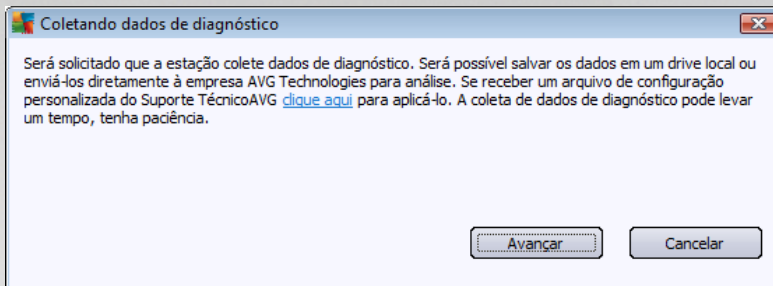 Coletando dados de diagnóstico
Será solicitado que a estação colete dados de diagnóstico. Será possível salvar os dados em um drive local ou
enviá-los diretamente à empresa AVG Technologies para análise. Se receber um arquivo de configuração
personalizada do Suporte TécnicoAVG clique aqui para aplicá-lo. A coleta de dados de diagnóstico pode levar
um tempo, tenha paciência.
Avançar Cancelar